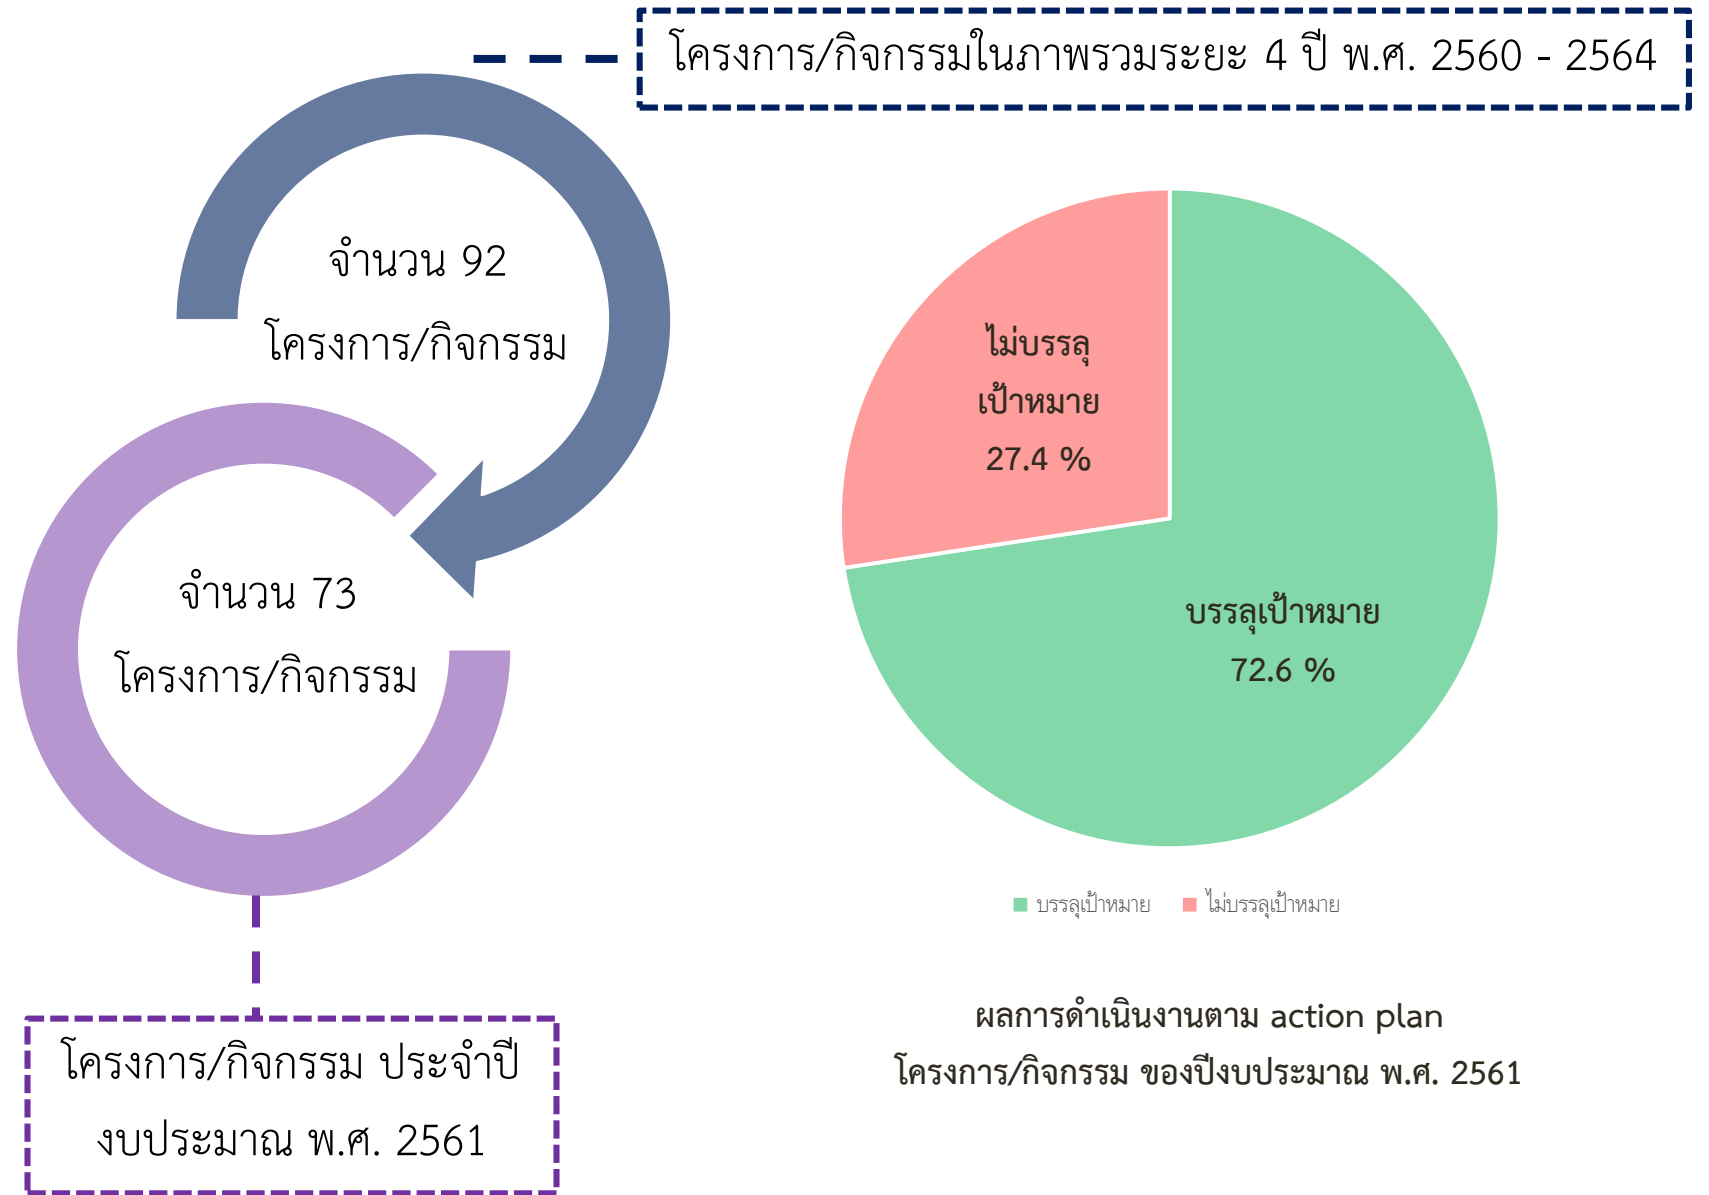 โครงการ/กิจกรรมในภาพรวมระยะ 4 ปี พ.ศ. 2560 - 2564
จำนวน 92
โครงการ/กิจกรรม
จำนวน 73
โครงการ/กิจกรรม
โครงการ/กิจกรรม ประจำปี
งบประมาณ พ.ศ. 2561
ไม่บรรลุ
เป้าหมาย
27.4 %
บรรลุเป้าหมาย
72.6 %
บรรลุเป้าหมาย ไม่บรรลุเป้าหมาย
ผลการดำเนินงานตาม action plan
โครงการ/กิจกรรม ของปีงบประมาณ พ.ศ. 2561